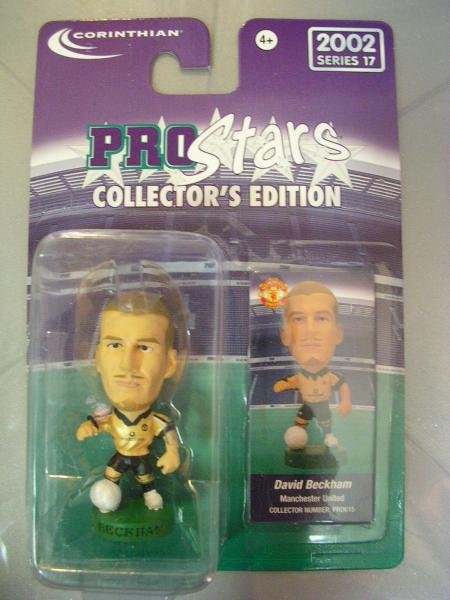 CORINTHIAN
4+
2002
SERIES 17
PROStars
COLLECTOR'S EDITION
BECKHAM
David Beckham
Manchester United
COLLECTOR NUMBER: PRO615